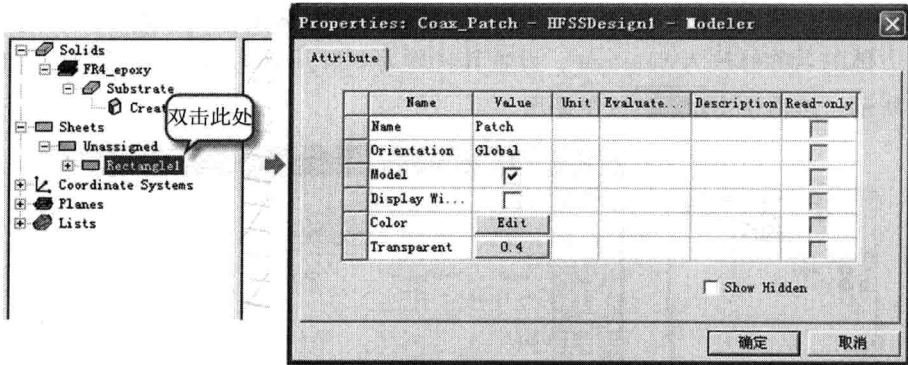 Solids
FR4_epoxy
Substrate
Creat
双击此处
Sheets
Unassigned
Rectangle1
Coordinate Systems
Planes
Lists
Properties: Coax_Patch - HFSSDesign1 - Modeler
Attribute
Name Value Unit Evaluate... Description Read-only
Name Patch
Orientation Global
Model
Display Wi...
Color Edit
Transparent 0.4
Show Hidden
确定 取消